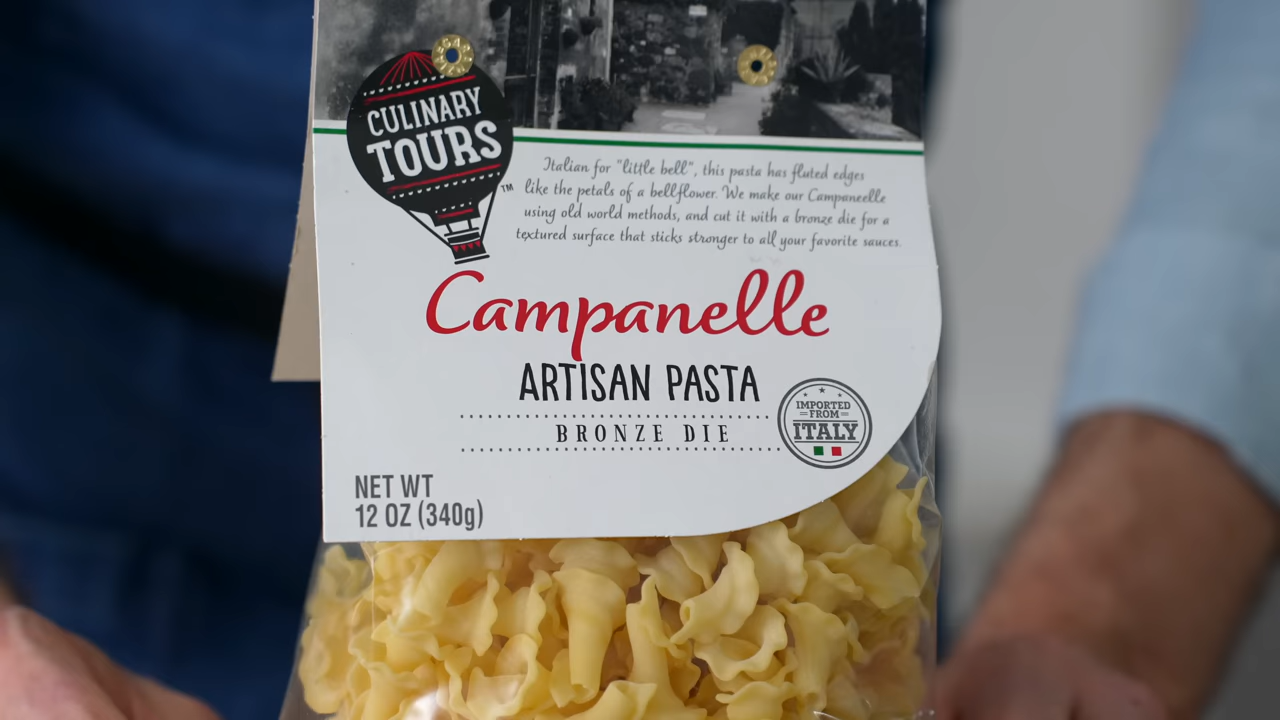 CULINARY
TOURS
TM
Italian for "little bell", this pasta has fluted edges
like the petals of a bellflower. We make our Campaneelle
using old world methods, and cut it with a bronze die for a
textured surface that sticks stronger to all your favorite sauces.
Campanelle
ARTISAN PASTA
BRONZE DIE
IMPORTED
FROM
ITALY
NET WT
12 OZ (340g)